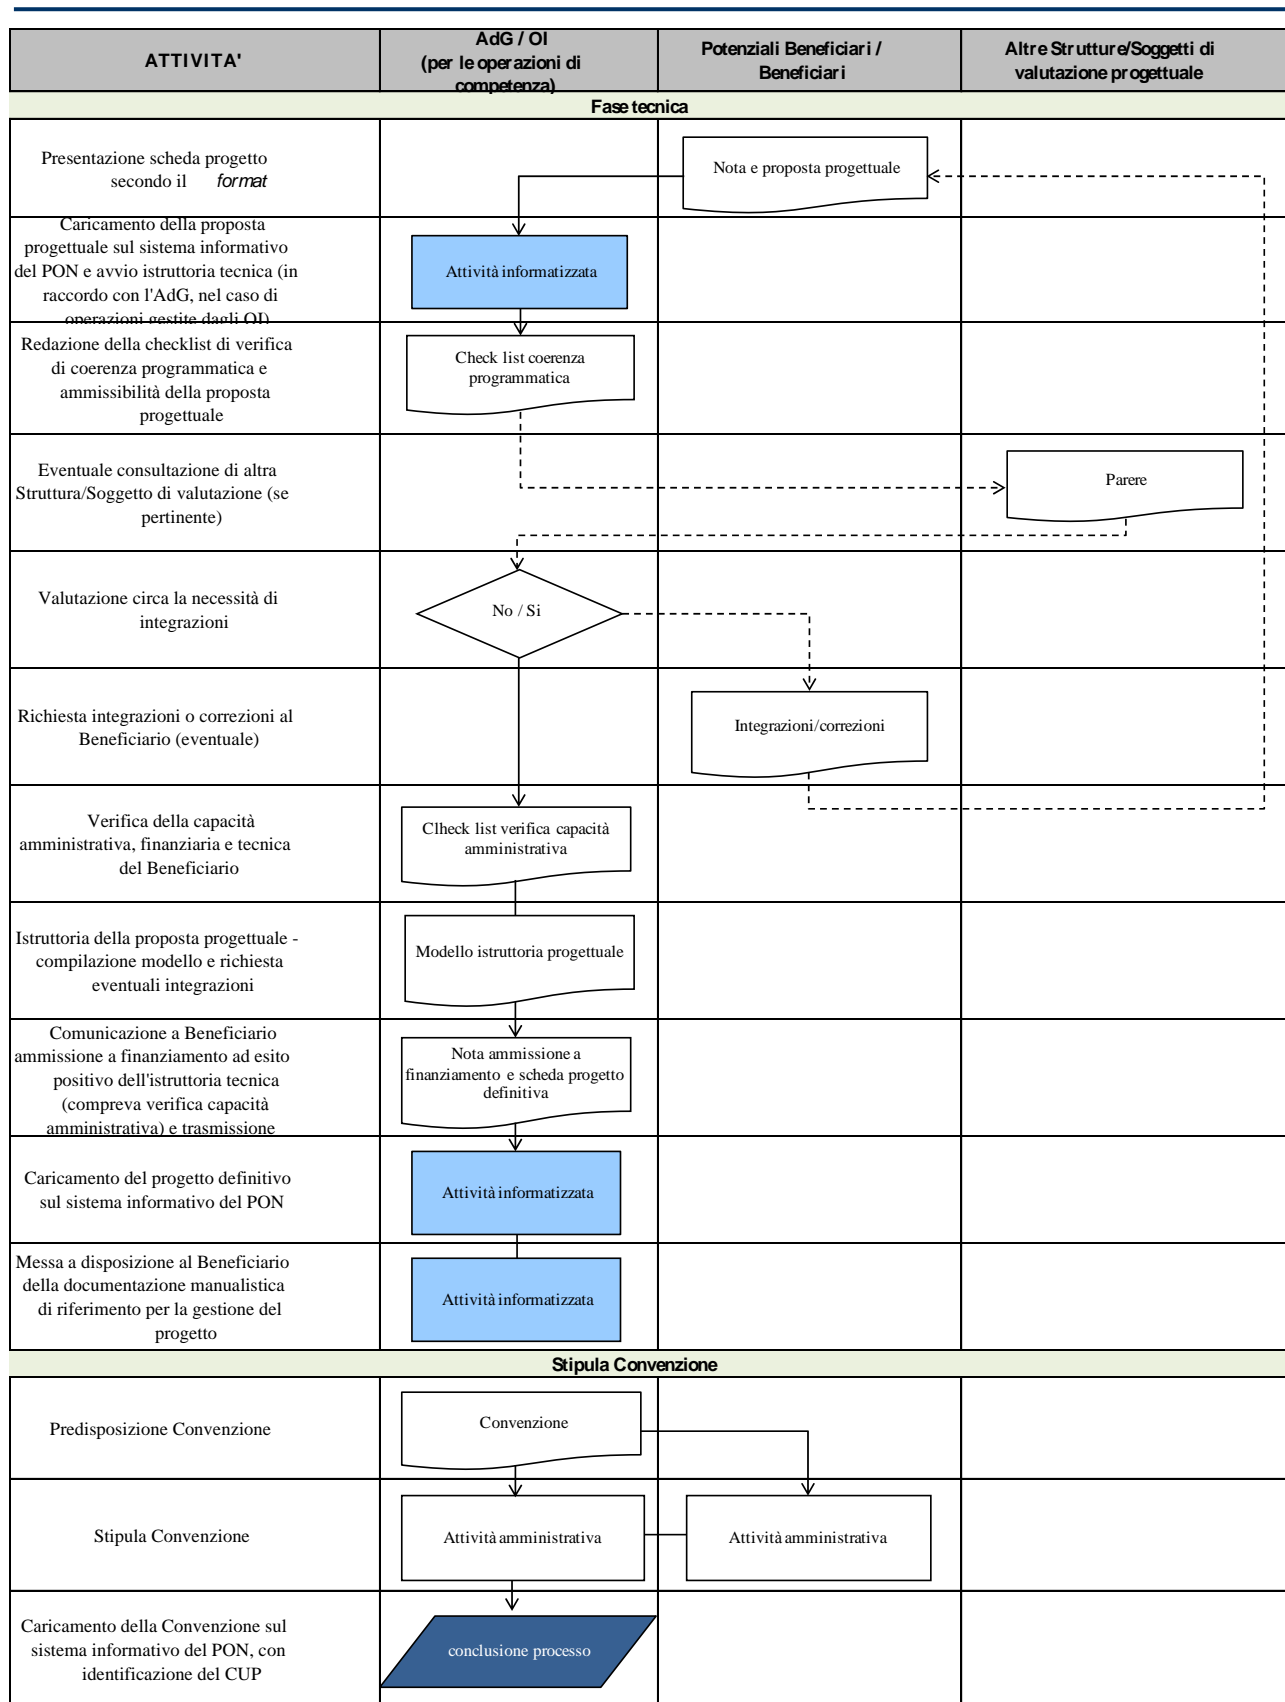 ATTIVITA'
AdG / OI
(per le operazioni di
competenza)
Potenziali Beneficiari /
Beneficiari
Altre Strutture/Soggetti di
valutazione progettuale
Fase tecnica
Presentazione scheda progetto
secondo il format
Nota e proposta progettuale
Caricamento della proposta
progettuale sul sistema informativo
del PON e avvio istruttoria tecnica (in
raccordo con l'AdG, nel caso di
operazioni gestite dagli OI)
Attività informatizzata
Redazione della checklist di verifica
di coerenza programmatica e
ammissibilità della proposta
progettuale
Check list coerenza
programmatica
Eventuale consultazione di altra
Struttura/Soggetto di valutazione (se
pertinente)
Parere
Valutazione circa la necessità di
integrazioni
No / Si
Richiesta integrazioni o correzioni al
Beneficiario (eventuale)
Integrazioni/correzioni
Verifica della capacità
amministrativa, finanziaria e tecnica
del Beneficiario
Clheck list verifica capacità
amministrativa
Istruttoria della proposta progettuale -
compilazione modello e richiesta
eventuali integrazioni
Modello istruttoria progettuale
Comunicazione a Beneficiario
ammissione a finanziamento ad esito
positivo dell'istruttoria tecnica
(compreva verifica capacità
amministrativa) e trasmissione
Nota ammissione a
finanziamento e scheda progetto
definitiva
Caricamento del progetto definitivo
sul sistema informativo del PON
Attività informatizzata
Messa a disposizione al Beneficiario
della documentazione manualistica
di riferimento per la gestione del
progetto
Attività informatizzata
Stipula Convenzione
Predisposizione Convenzione
Convenzione
Stipula Convenzione
Attività amministrativa
Attività amministrativa
Caricamento della Convenzione sul
sistema informativo del PON, con
identificazione del CUP
conclusione processo